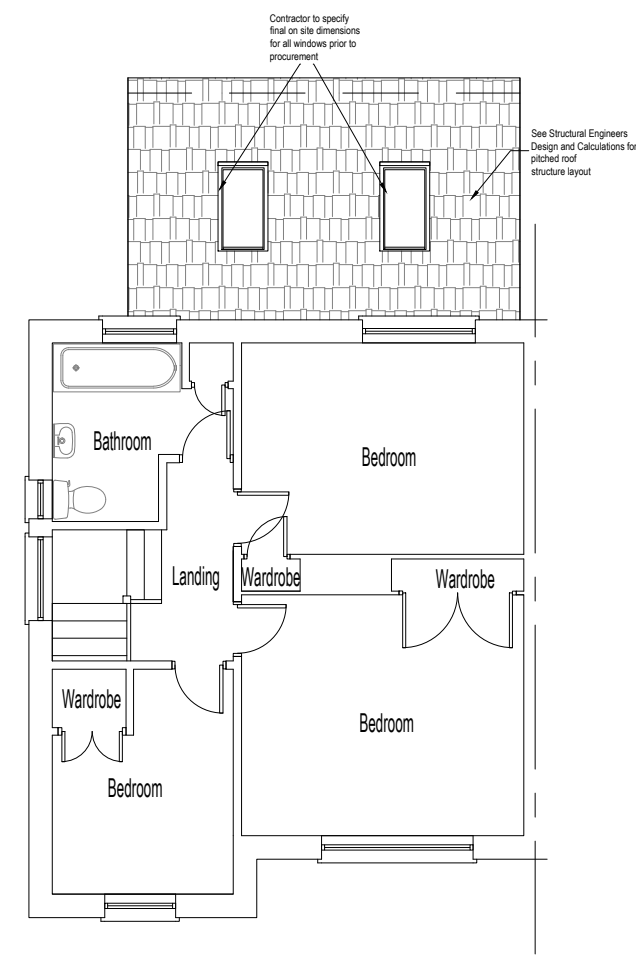 Contractor to specify
final on site dimensions
for all windows prior to
procurement
See Structural Engineers
Design and Calculations for
pitched roof
structure layout
Bathroom
Bedroom
Landing
Wardrobe
Wardrobe
Wardrobe
Bedroom
Bedroom